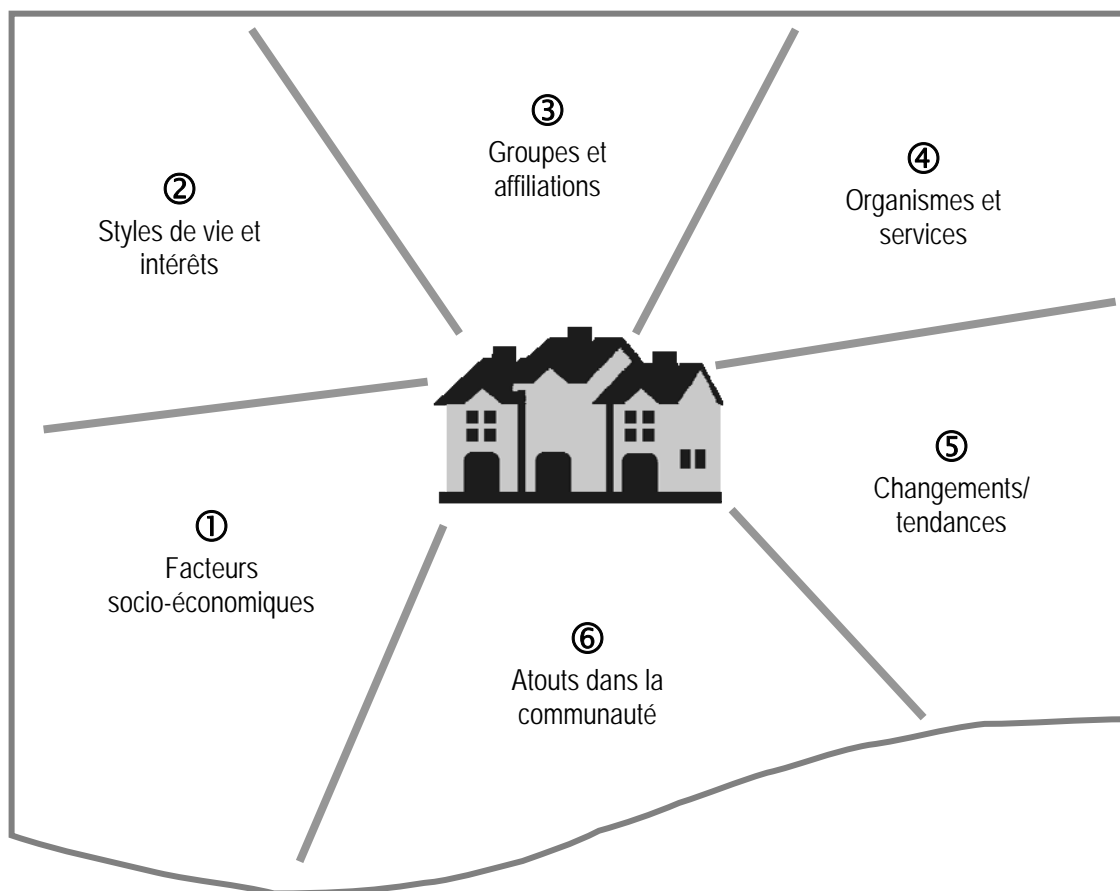 ①
Facteurs
socio-économiques
②
Styles de vie et
intérêts
③
Groupes et
affiliations
④
Organismes et
services
⑤
Changements/
tendances
⑥
Atouts dans la
communauté